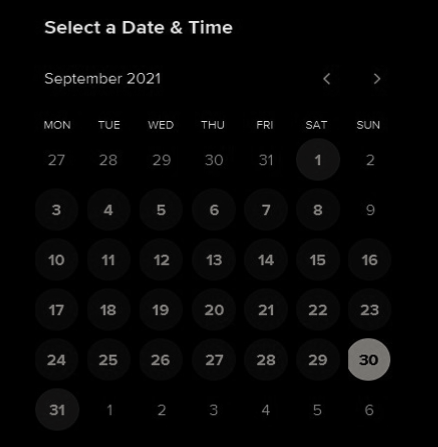 Select a Date & Time
September 2021
MON TUE WED THU FRI SAT SUN
27 28 29 30 31 1 2
3 4 5 6 7 8 9
10 11 12 13 14 15 16
17 18 19 20 21 22 23
24 25 26 27 28 29 30
31 1 2 3 4 5 6